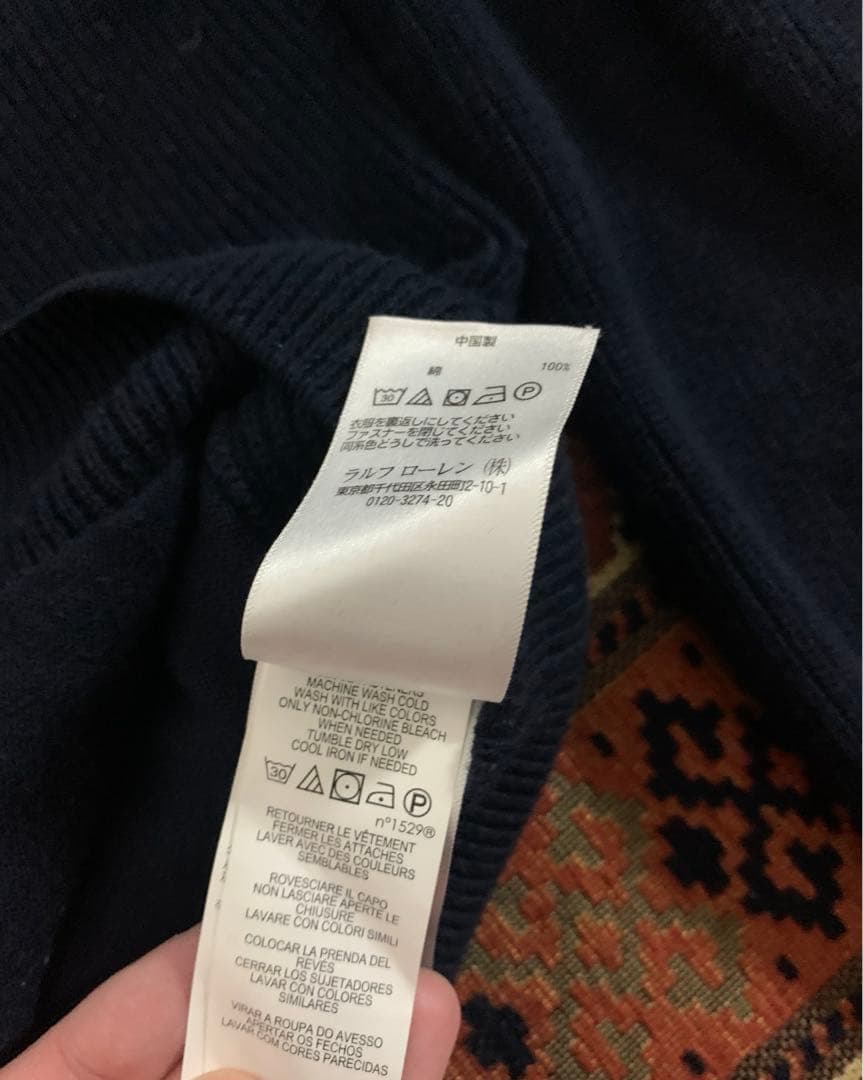 中国製
綿 100%
30 P
衣服を裏返しにしてください
ファスナーを閉じてください
同系色どうしで洗ってください
ラルフ ローレン (株)
東京都千代田区永田町2-10-1
0120-3274-20
MACHINE WASH COLD
WASH WITH LIKE COLORS
ONLY NON-CHLORINE BLEACH
WHEN NEEDED
TUMBLE DRY LOW
COOL IRON IF NEEDED
30 P
nº1529®
RETOURNER LE VÊTEMENT
FERMER LES ATTACHES
LAVER AVEC DES COULEURS
SEMBLABLES
ROVESCIARE IL CAPO
NON LASCIARE APERTE LE
CHIUSURE
LAVARE CON COLORI SIMILI
COLOCAR LA PRENDA DEL
REVÉS
CERRAR LOS SUJETADORES
LAVAR CON COLORES
SIMILARES
VIRAR A ROUPA DO AVESSO
APERTAR OS FECHOS
LAVAR COM CORES PARECIDAS